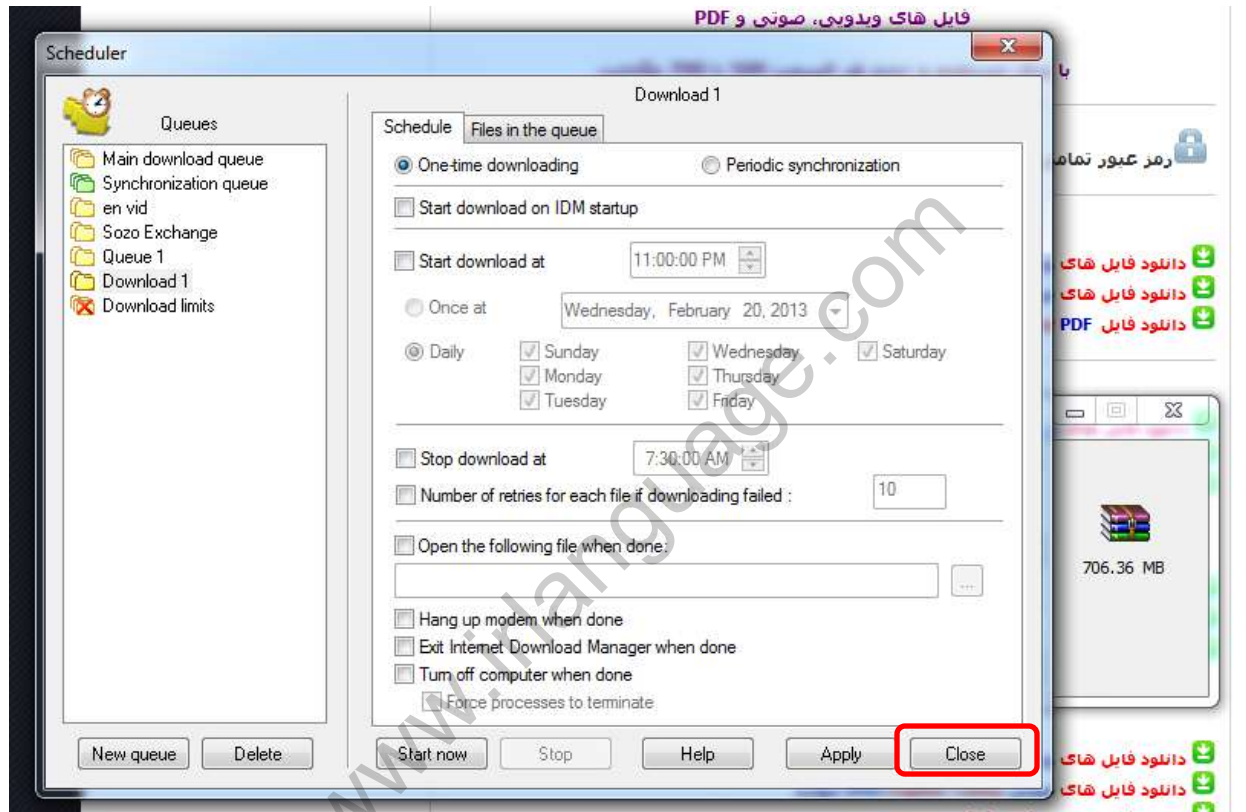 فایل های ویدویی، صوتی و PDF
Scheduler
با
Download 1
Queues
Schedule
Files in the queue
Main download queue
Synchronization queue
en vid
Sozo Exchange
Queue 1
Download 1
Download limits
One-time downloading
Periodic synchronization
رمز عبور تمام
Start download on IDM startup
Start download at
11:00:00 PM
دانلود فایل های
Once at
Wednesday, February 20, 2013
دانلود فایل های
دانلود فایل PDF
Daily
Sunday
Wednesday
Saturday
Monday
Thursday
Tuesday
Friday
Stop download at
7:30:00 AM
Number of retries for each file if downloading failed :
10
Open the following file when done:
...
706.36 MB
Hang up modem when done
Exit Internet Download Manager when done
Turn off computer when done
Force processes to terminate
New queue
Delete
Start now
Stop
Help
Apply
Close
دانلود فایل های
دانلود فایل های
www.irlanguage.com